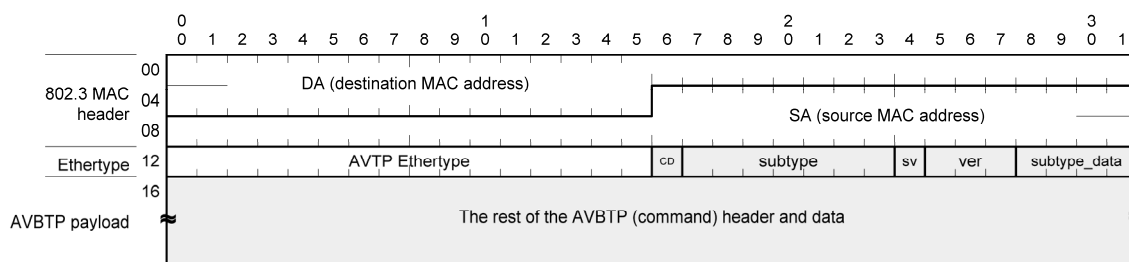 0 1 2 3
0 1 2 3 4 5 6 7 8 9 0 1 2 3 4 5 6 7 8 9 0 1 2 3 4 5 6 7 8 9 0 1
00
DA (destination MAC address)
802.3 MAC header
04
SA (source MAC address)
08
Ethertype 12 AVTP Ethertype CD subtype sv ver subtype_data
16
AVBTP payload
The rest of the AVBTP (command) header and data